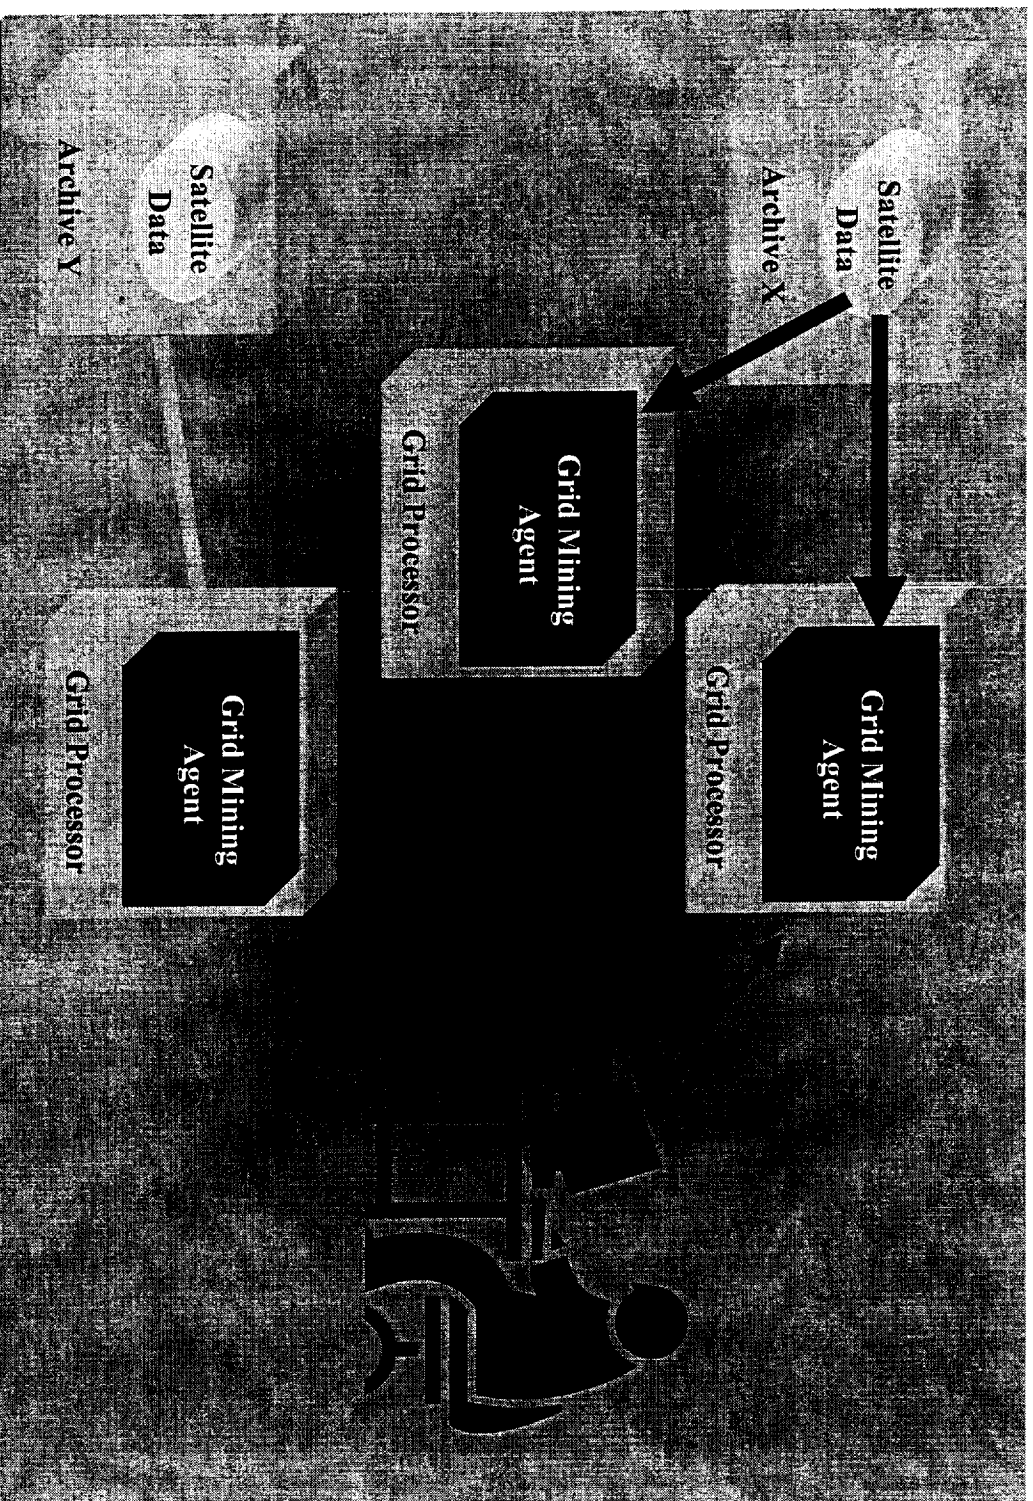 Satellite
Data
Archive X
Grid Mining
Agent
Grid Processor
Grid Mining
Agent
Grid Processor
Satellite
Data
Archive Y
Grid Mining
Agent
Grid Processor